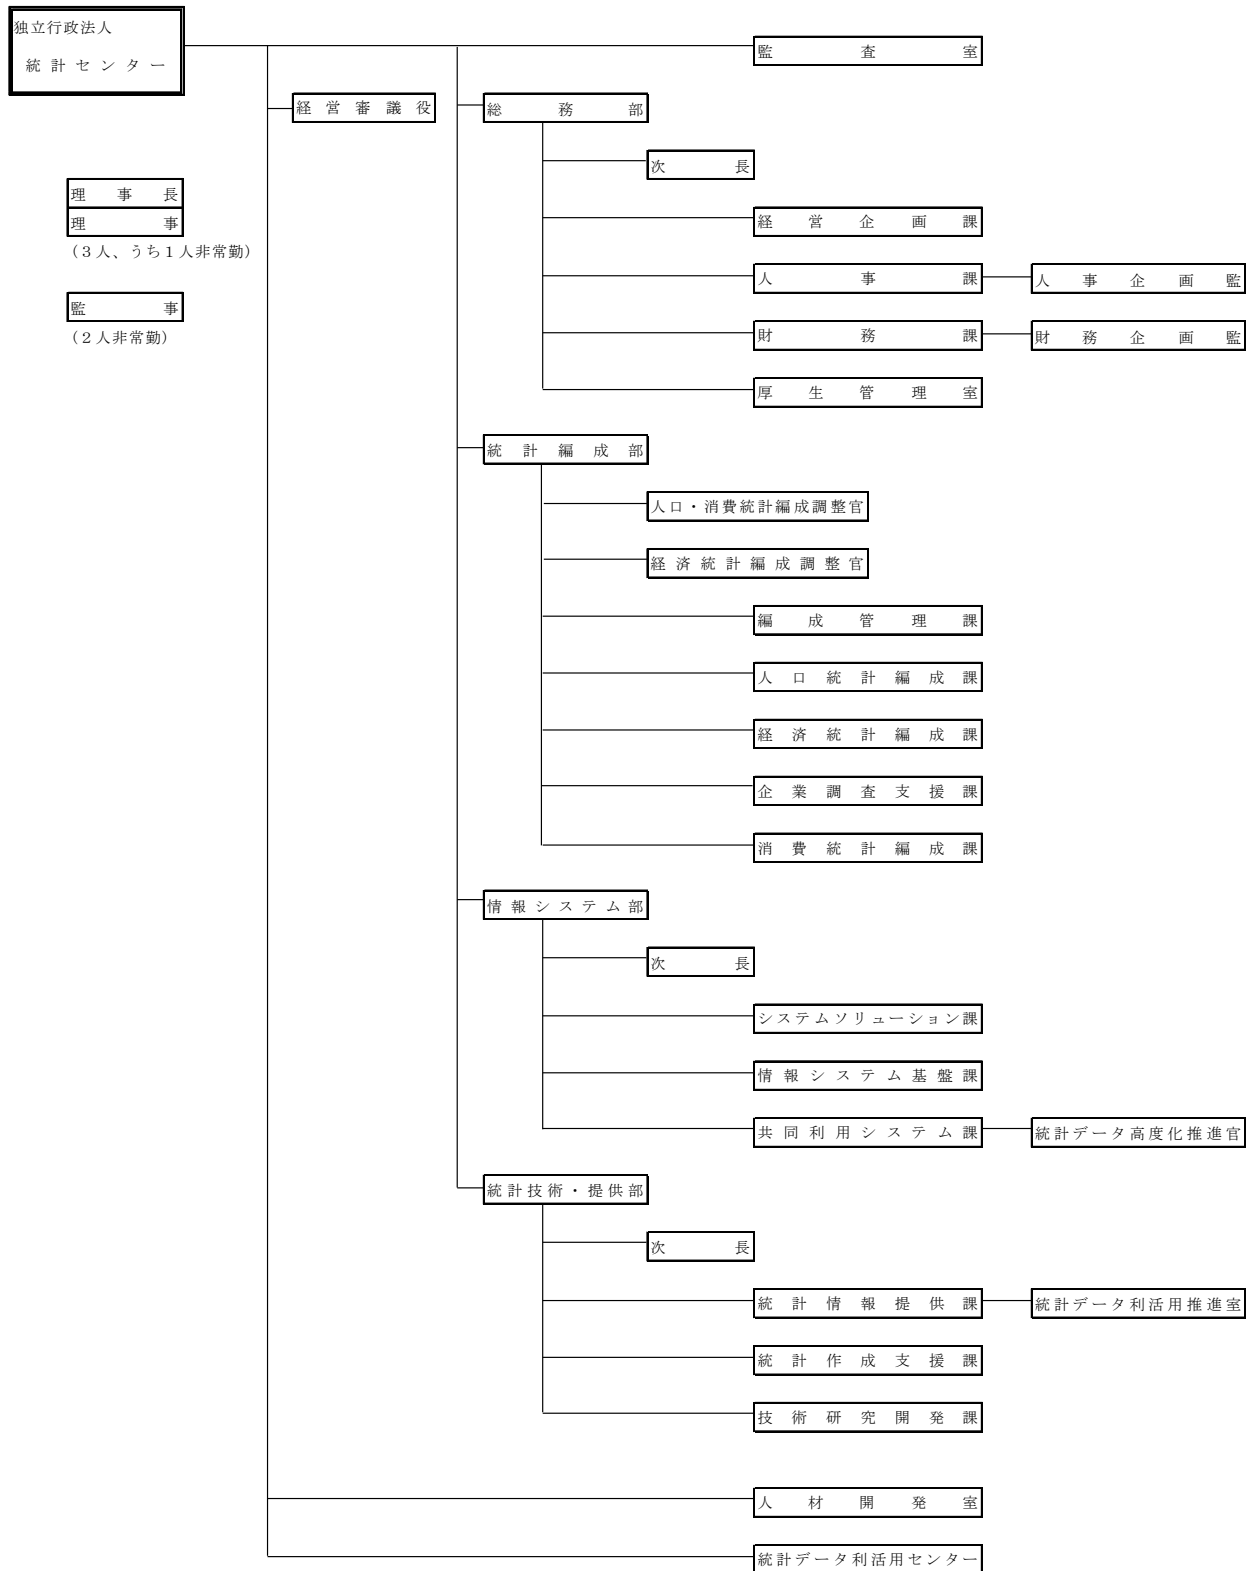 独立行政法人
統計センター
監査室
経営審議役
総務部
次長
理事長
理事
（３人、うち１人非常勤）
経営企画課
人事課
人事企画監
監事
（２人非常勤）
財務課
財務企画監
厚生管理室
統計編成部
人口・消費統計編成調整官
経済統計編成調整官
編成管理課
人口統計編成課
経済統計編成課
企業調査支援課
消費統計編成課
情報システム部
次長
システムソリューション課
情報システム基盤課
共同利用システム課
統計データ高度化推進官
統計技術・提供部
次長
統計情報提供課
統計データ利活用推進室
統計作成支援課
技術研究開発課
人材開発室
統計データ利活用センター